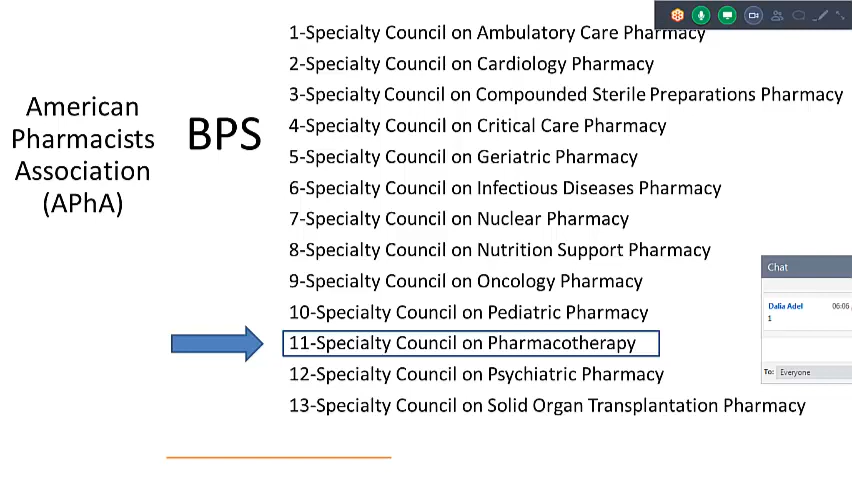 American
Pharmacists
Association
(APhA)
BPS
1-Specialty Council on Ambulatory Care Pharmacy
2-Specialty Council on Cardiology Pharmacy
3-Specialty Council on Compounded Sterile Preparations Pharmacy
4-Specialty Council on Critical Care Pharmacy
5-Specialty Council on Geriatric Pharmacy
6-Specialty Council on Infectious Diseases Pharmacy
7-Specialty Council on Nuclear Pharmacy
8-Specialty Council on Nutrition Support Pharmacy
9-Specialty Council on Oncology Pharmacy
10-Specialty Council on Pediatric Pharmacy
11-Specialty Council on Pharmacotherapy
12-Specialty Council on Psychiatric Pharmacy
13-Specialty Council on Solid Organ Transplantation Pharmacy
Chat
Dalia Adel 06:06
1
To: Everyone